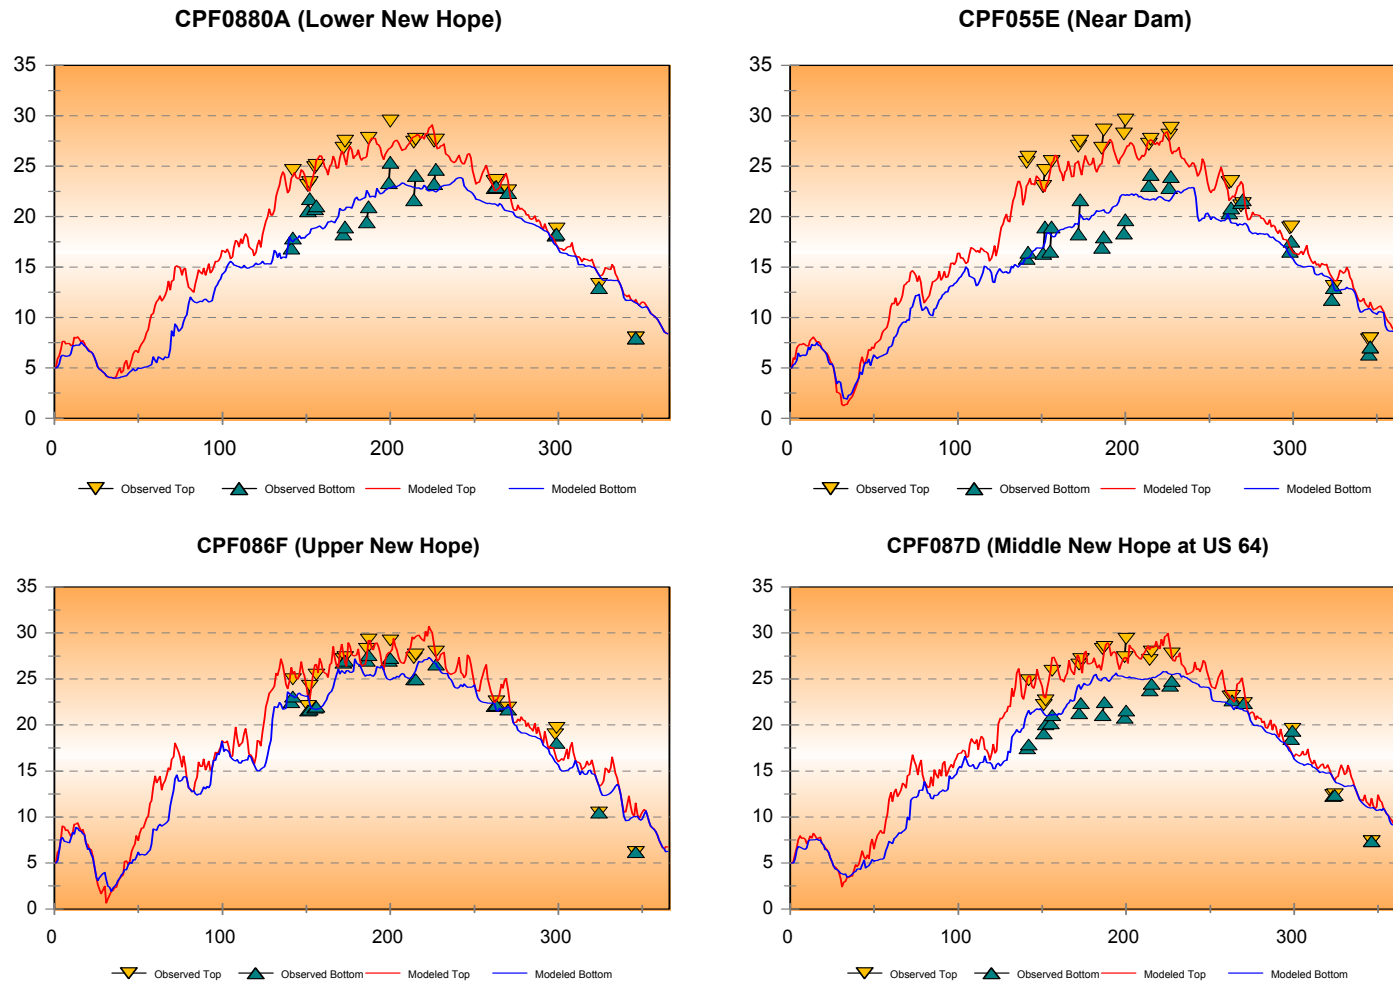 CPF0880A (Lower New Hope)
35
30
25
20
15
10
5
0
0 100 200 300
Observed Top Observed Bottom Modeled Top Modeled Bottom
CPF055E (Near Dam)
35
30
25
20
15
10
5
0
0 100 200 300
Observed Top Observed Bottom Modeled Top Modeled Bottom
CPF086F (Upper New Hope)
35
30
25
20
15
10
5
0
0 100 200 300
Observed Top Observed Bottom Modeled Top Modeled Bottom
CPF087D (Middle New Hope at US 64)
35
30
25
20
15
10
5
0
0 100 200 300
Observed Top Observed Bottom Modeled Top Modeled Bottom